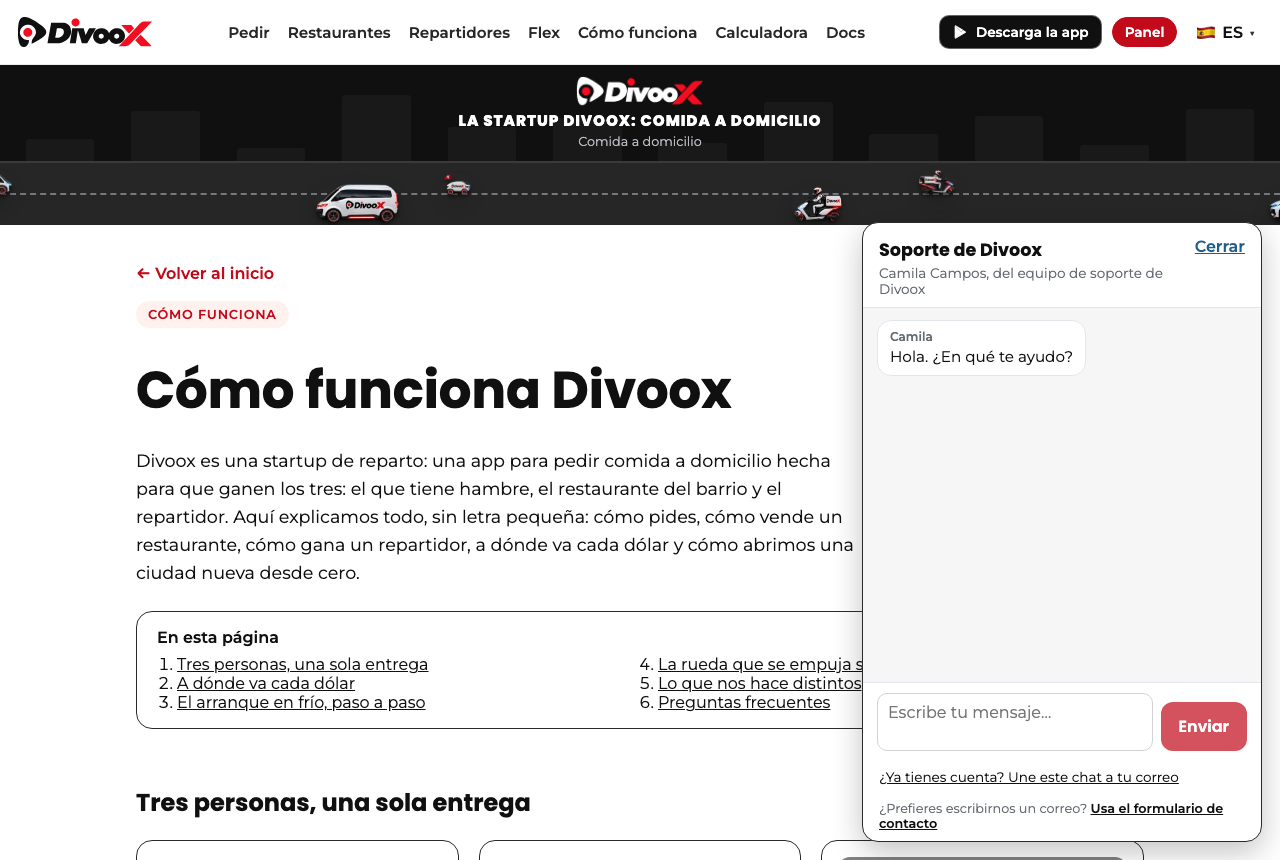 DivooX
Pedir Restaurantes Repartidores Flex Cómo funciona Calculadora Docs
Descarga la app
Panel
ES
DivooX
LA STARTUP DIVOOX: COMIDA A DOMICILIO
Comida a domicilio
DivooX
← Volver al inicio
CÓMO FUNCIONA
Cómo funciona Divoox
Divoox es una startup de reparto: una app para pedir comida a domicilio hecha
para que ganen los tres: el que tiene hambre, el restaurante del barrio y el
repartidor. Aquí explicamos todo, sin letra pequeña: cómo pides, cómo vende un
restaurante, cómo gana un repartidor, a dónde va cada dólar y cómo abrimos una
ciudad nueva desde cero.
En esta página
1. Tres personas, una sola entrega
2. A dónde va cada dólar
3. El arranque en frío, paso a paso
4. La rueda que se empuja s
5. Lo que nos hace distintos
6. Preguntas frecuentes
Tres personas, una sola entrega
Soporte de Divoox
Cerrar
Camila Campos, del equipo de soporte de
Divoox
Camila
Hola. ¿En qué te ayudo?
Escribe tu mensaje...
Enviar
¿Ya tienes cuenta? Une este chat a tu correo
¿Prefieres escribirnos un correo? Usa el formulario de
contacto